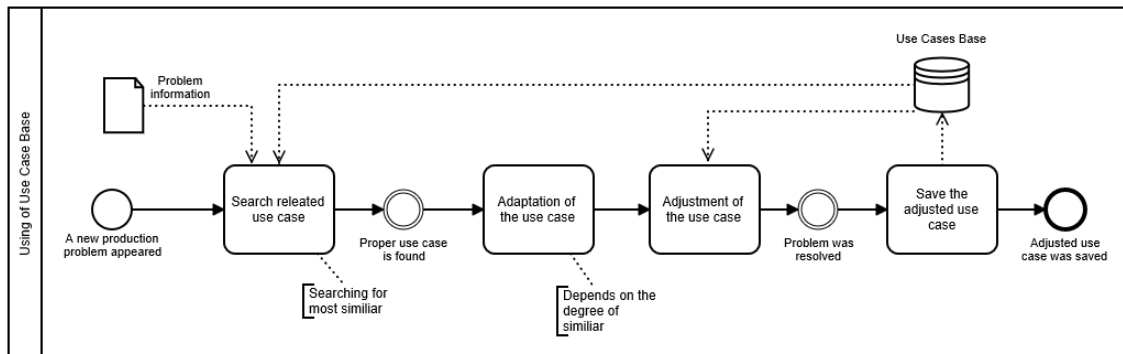 Using of Use Case Base
Problem
information
Use Cases Base
A new production
problem appeared
Search releated
use case
Searching for
most similiar
Proper use case
is found
Adaptation of
the use case
Depends on the
degree of
similiar
Adjustment of
the use case
Problem was
resolved
Save the
adjusted use
case
Adjusted use
case was saved